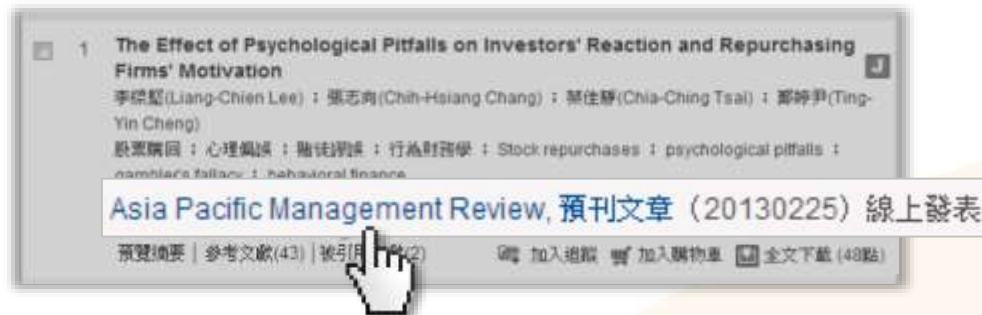 1 The Effect of Psychological Pitfalls on Investors' Reaction and Repurchasing
Firms' Motivation
J
(Liang-Chien Lee)；張志向(Chih-Hsiang Chang)；蔡佳靜(Chia-Ching Tsai)；鄭婷尹(Ting-
Yin Cheng)
股票購回；心理偏誤；賭徒謬誤；行為財務學；Stock repurchases；psychological pitfalls；
gambler's fallacy；behavioral finance
Asia Pacific Management Review, 預刊文章（20130225）線上發表
預覽摘要 | 參考文獻(43) | 被引 (2) 加入追蹤 加入購物車 全文下載 (48點)